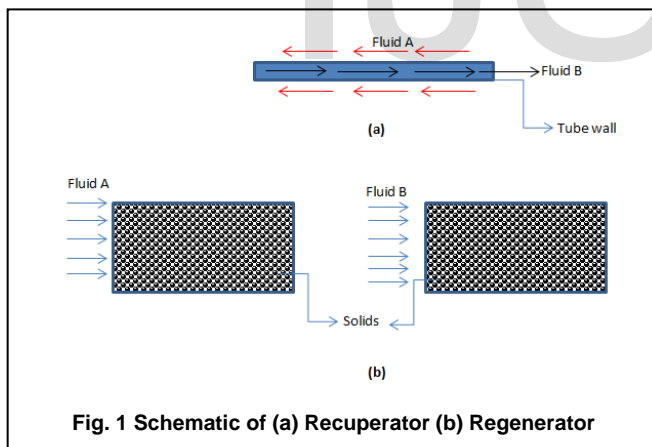 Fluid A
Fluid B
(a)
Tube wall
Fluid A
Fluid B
Solids
(b)
Fig. 1 Schematic of (a) Recuperator (b) Regenerator